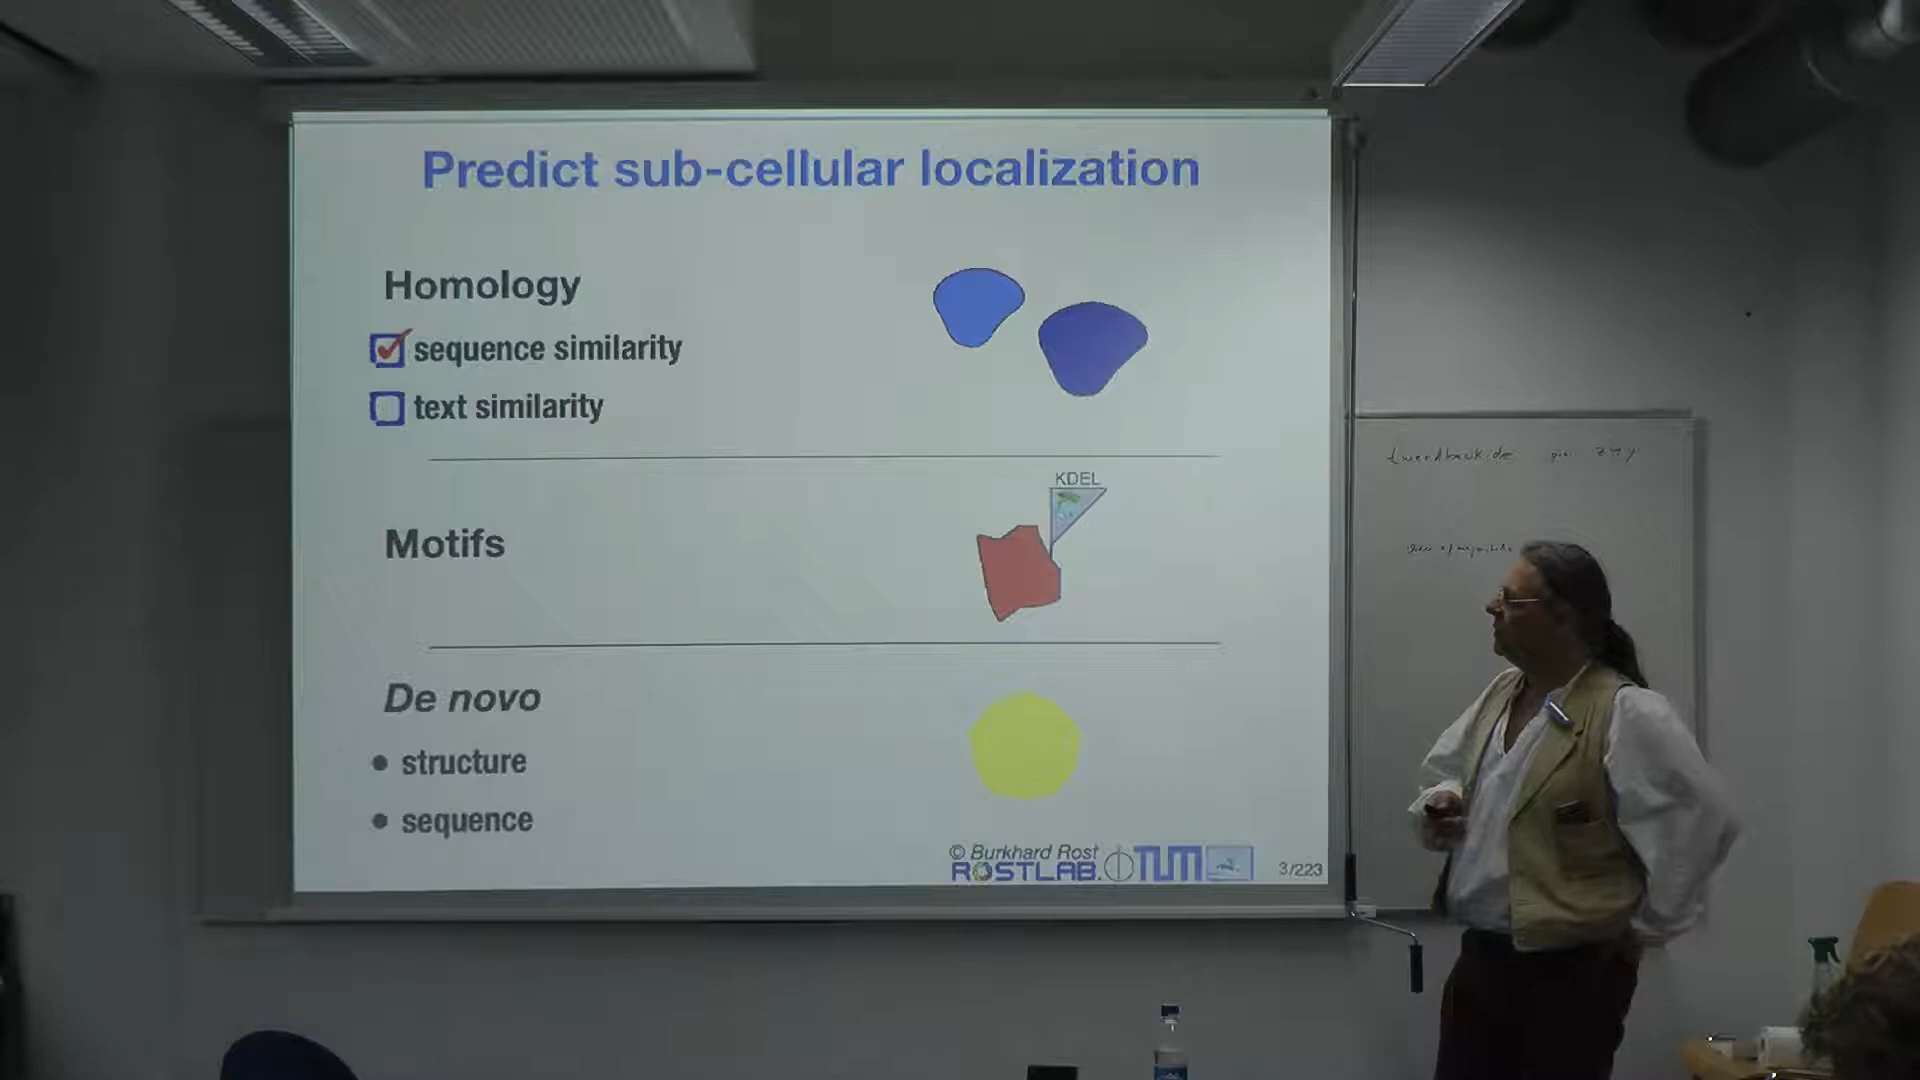 Predict sub-cellular localization
Homology
sequence similarity
text similarity
KDEL
Motifs
De novo
• structure
• sequence
© Burkhard Rost
ROSTLAB.
TUM
3/223